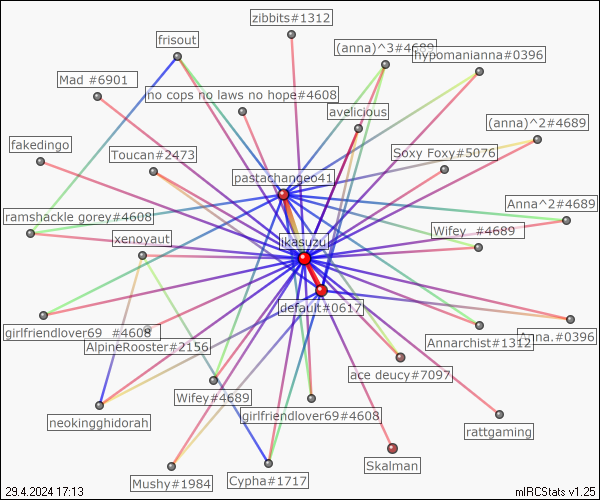 zibbits#1312
frisout
(anna)^3#4689
hypomanianna#0396
Mad #6901
no cops no laws no hope#4608
avelicious
(anna)^2#4689
fakedingo
Toucan#2473
Soxy Foxy#5076
pastachangeo41
Anna^2#4689
ramshackle gorey#4608
xenoyaut
Wifey #4689
likasuzu
default#0617
girlfriendlover69 #4608
Anna.#0396
Annarchist#1312
AlpineRooster#2156
ace deucy#7097
Wifey#4689
girlfriendlover69#4608
neokingghidorah
rattgaming
Skalman
Mushy#1984
Cypha#1717
29.4.2024 17:13
mIRCStats v1.25